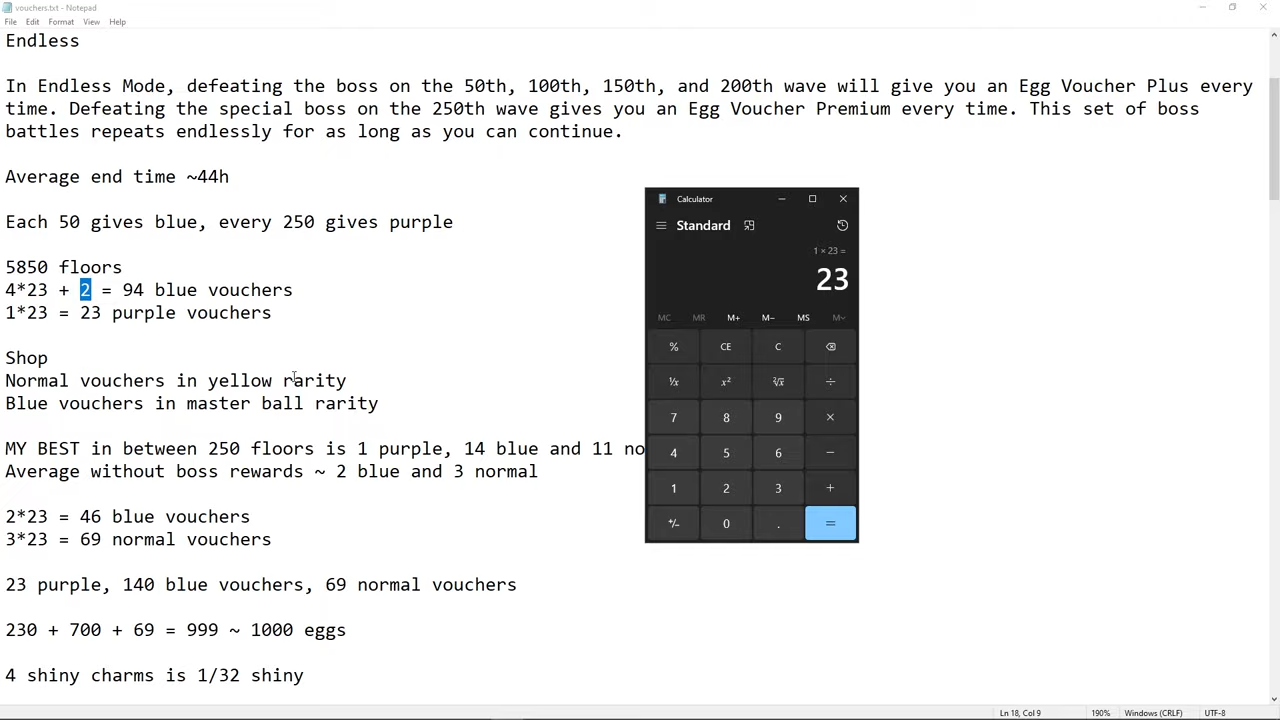 vouchers.txt - Notepad
File Edit Format View Help
Endless
In Endless Mode, defeating the boss on the 50th, 100th, 150th, and 200th wave will give you an Egg Voucher Plus every
time. Defeating the special boss on the 250th wave gives you an Egg Voucher Premium every time. This set of boss
battles repeats endlessly for as long as you can continue.
Average end time ~44h
Each 50 gives blue, every 250 gives purple
5850 floors
4*23 + 2 = 94 blue vouchers
1*23 = 23 purple vouchers
Shop
Normal vouchers in yellow rarity
Blue vouchers in master ball rarity
MY BEST in between 250 floors is 1 purple, 14 blue and 11 no
Average without boss rewards ~ 2 blue and 3 normal
2*23 = 46 blue vouchers
3*23 = 69 normal vouchers
23 purple, 140 blue vouchers, 69 normal vouchers
230 + 700 + 69 = 999 ~ 1000 eggs
4 shiny charms is 1/32 shiny
Calculator
Standard
1 × 23 =
23
MC MR M+ M− MS M˅
% CE C
¹/x x² ²√x ÷
7 8 9 ×
4 5 6 −
1 2 3 +
+/− 0 . =
Ln 18, Col 9 190% Windows (CRLF) UTF-8